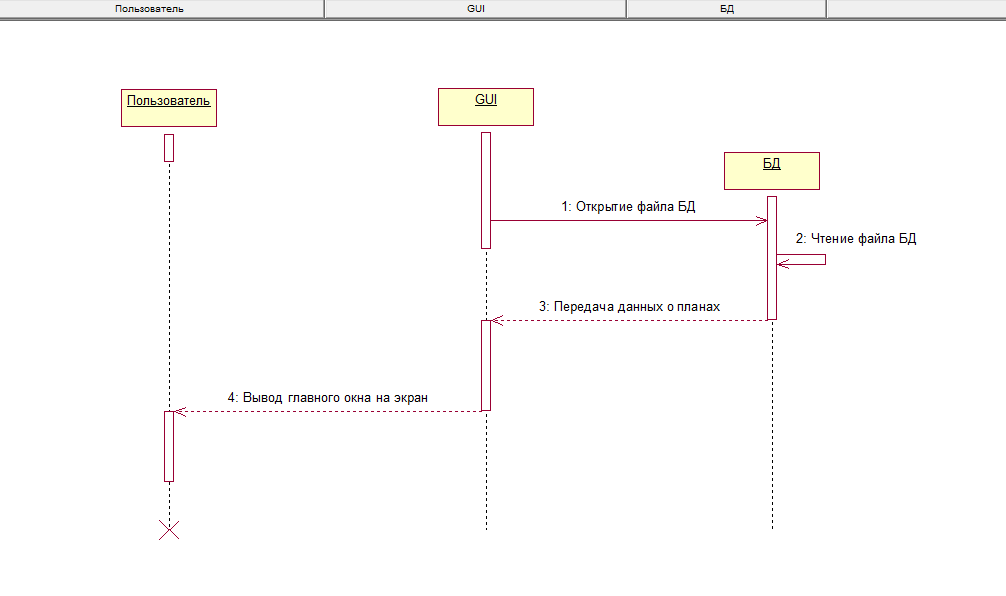 Пользователь
GUI
БД
Пользователь
GUI
БД
1: Открытие файла БД
2: Чтение файла БД
3: Передача данных о планах
4: Вывод главного окна на экран